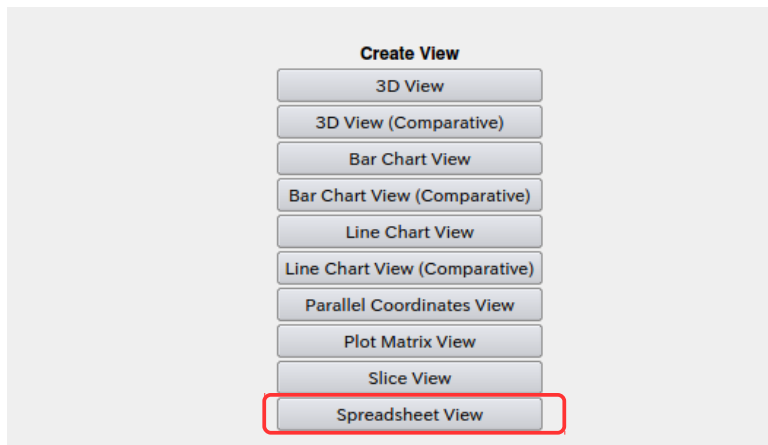 Create View
3D View
3D View (Comparative)
Bar Chart View
Bar Chart View (Comparative)
Line Chart View
Line Chart View (Comparative)
Parallel Coordinates View
Plot Matrix View
Slice View
Spreadsheet View